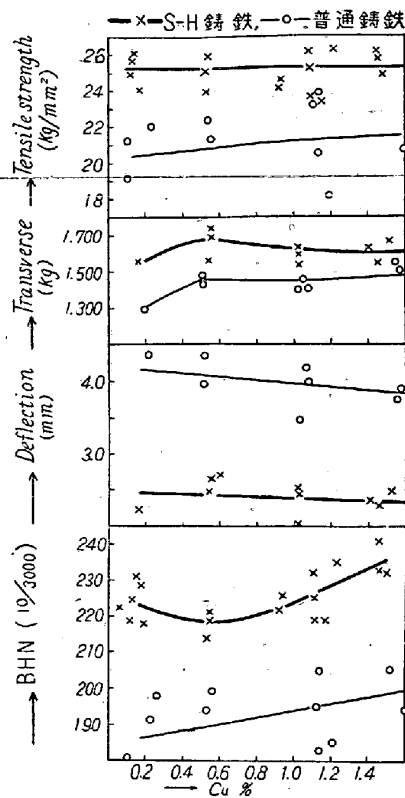 —×—S-H鋳鉄,—○—普通鋳鉄
→ Tensile strength
(Kg/mm²)
26
24
22
20
18
→ Transverse
(Kg)
1.700
1.500
1.300
→ Deflection
(mm)
4.0
3.0
→ BHN (10/3000)
240
230
220
210
200
190
0.2 0.4 0.6 0.8 1.0 1.2 1.4
→ Cu %